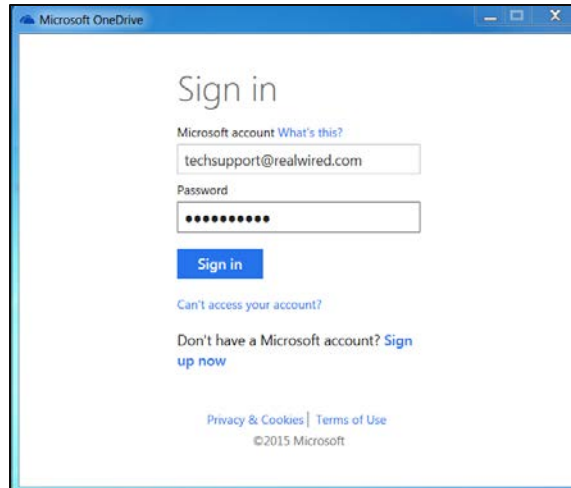 Microsoft OneDrive
Sign in
Microsoft account What's this?
techsupport@realwired.com
Password
••••••••••
Sign in
Can't access your account?
Don't have a Microsoft account? Sign
up now
Privacy & Cookies | Terms of Use
©2015 Microsoft